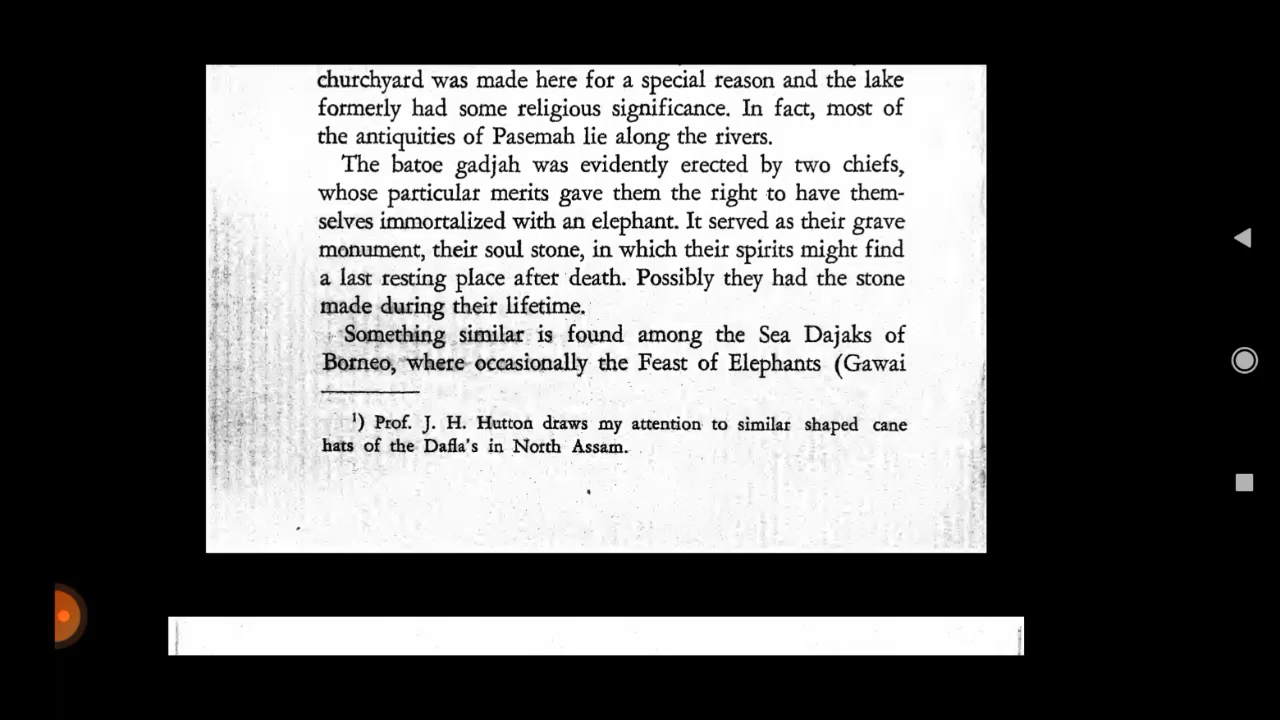 churchyard was made here for a special reason and the lake
formerly had some religious significance. In fact, most of
the antiquities of Pasemah lie along the rivers.
The batoe gadjah was evidently erected by two chiefs,
whose particular merits gave them the right to have them-
selves immortalized with an elephant. It served as their grave
monument, their soul stone, in which their spirits might find
a last resting place after death. Possibly they had the stone
made during their lifetime.
Something similar is found among the Sea Dajaks of
Borneo, where occasionally the Feast of Elephants (Gawai
¹) Prof. J. H. Hutton draws my attention to similar shaped cane
hats of the Dafla's in North Assam.